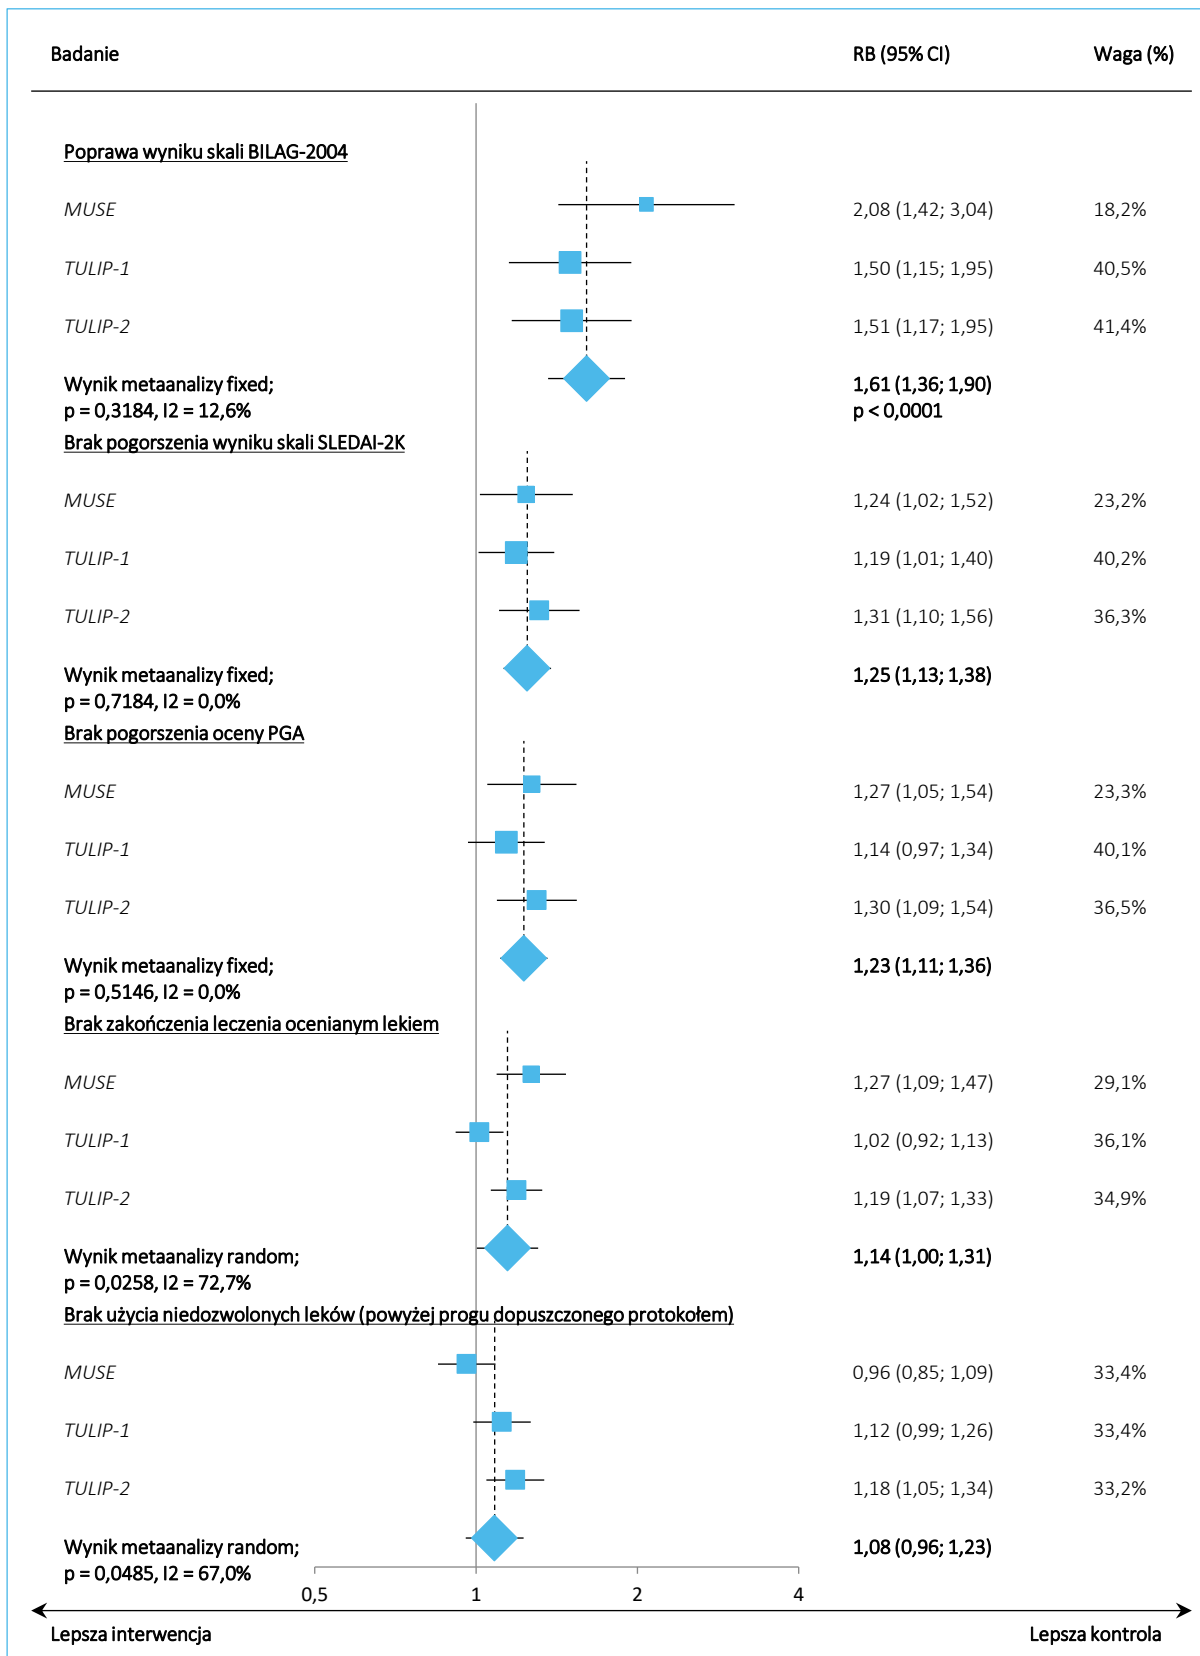 Badanie RB (95% CI) Waga (%)
Poprawa wyniku skali BILAG-2004
MUSE 2,08 (1,42; 3,04) 18,2%
TULIP-1 1,50 (1,15; 1,95) 40,5%
TULIP-2 1,51 (1,17; 1,95) 41,4%
Wynik metaanalizy fixed; 1,61 (1,36; 1,90)
p = 0,3184, I2 = 12,6% p < 0,0001
Brak pogorszenia wyniku skali SLEDAI-2K
MUSE 1,24 (1,02; 1,52) 23,2%
TULIP-1 1,19 (1,01; 1,40) 40,2%
TULIP-2 1,31 (1,10; 1,56) 36,3%
Wynik metaanalizy fixed; 1,25 (1,13; 1,38)
p = 0,7184, I2 = 0,0%
Brak pogorszenia oceny PGA
MUSE 1,27 (1,05; 1,54) 23,3%
TULIP-1 1,14 (0,97; 1,34) 40,1%
TULIP-2 1,30 (1,09; 1,54) 36,5%
Wynik metaanalizy fixed; 1,23 (1,11; 1,36)
p = 0,5146, I2 = 0,0%
Brak zakończenia leczenia ocenianym lekiem
MUSE 1,27 (1,09; 1,47) 29,1%
TULIP-1 1,02 (0,92; 1,13) 36,1%
TULIP-2 1,19 (1,07; 1,33) 34,9%
Wynik metaanalizy random; 1,14 (1,00; 1,31)
p = 0,0258, I2 = 72,7%
Brak użycia niedozwolonych leków (powyżej progu dopuszczonego protokołem)
MUSE 0,96 (0,85; 1,09) 33,4%
TULIP-1 1,12 (0,99; 1,26) 33,4%
TULIP-2 1,18 (1,05; 1,34) 33,2%
Wynik metaanalizy random; 1,08 (0,96; 1,23)
p = 0,0485, I2 = 67,0%
0,5 1 2 4
Lepsza interwencja Lepsza kontrola